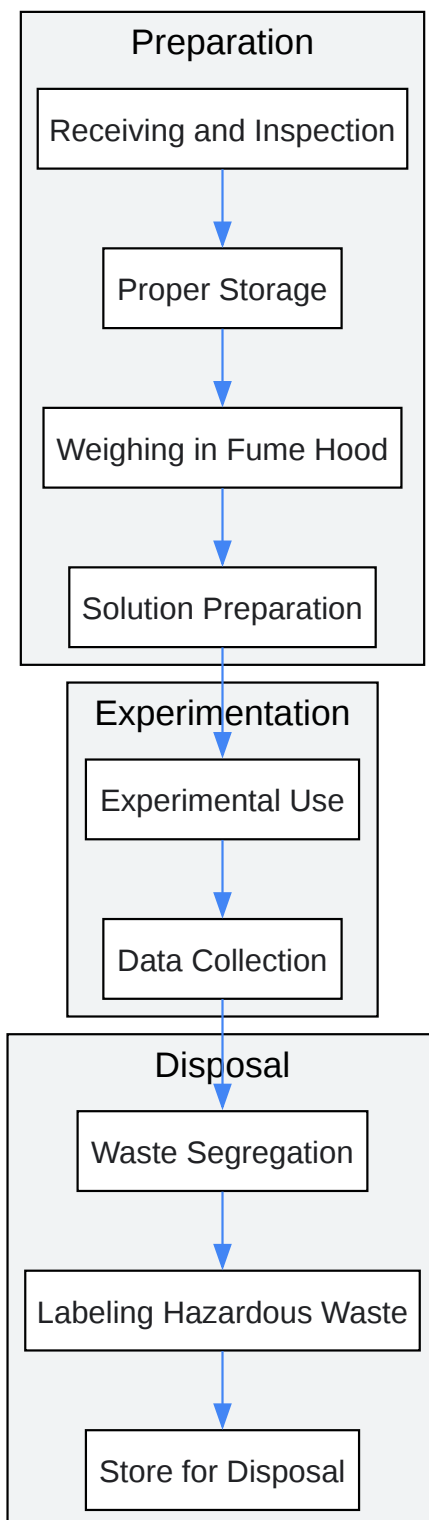 Preparation
Receiving and Inspection
Proper Storage
Weighing in Fume Hood
Solution Preparation
Experimentation
Experimental Use
Data Collection
Disposal
Waste Segregation
Labeling Hazardous Waste
Store for Disposal